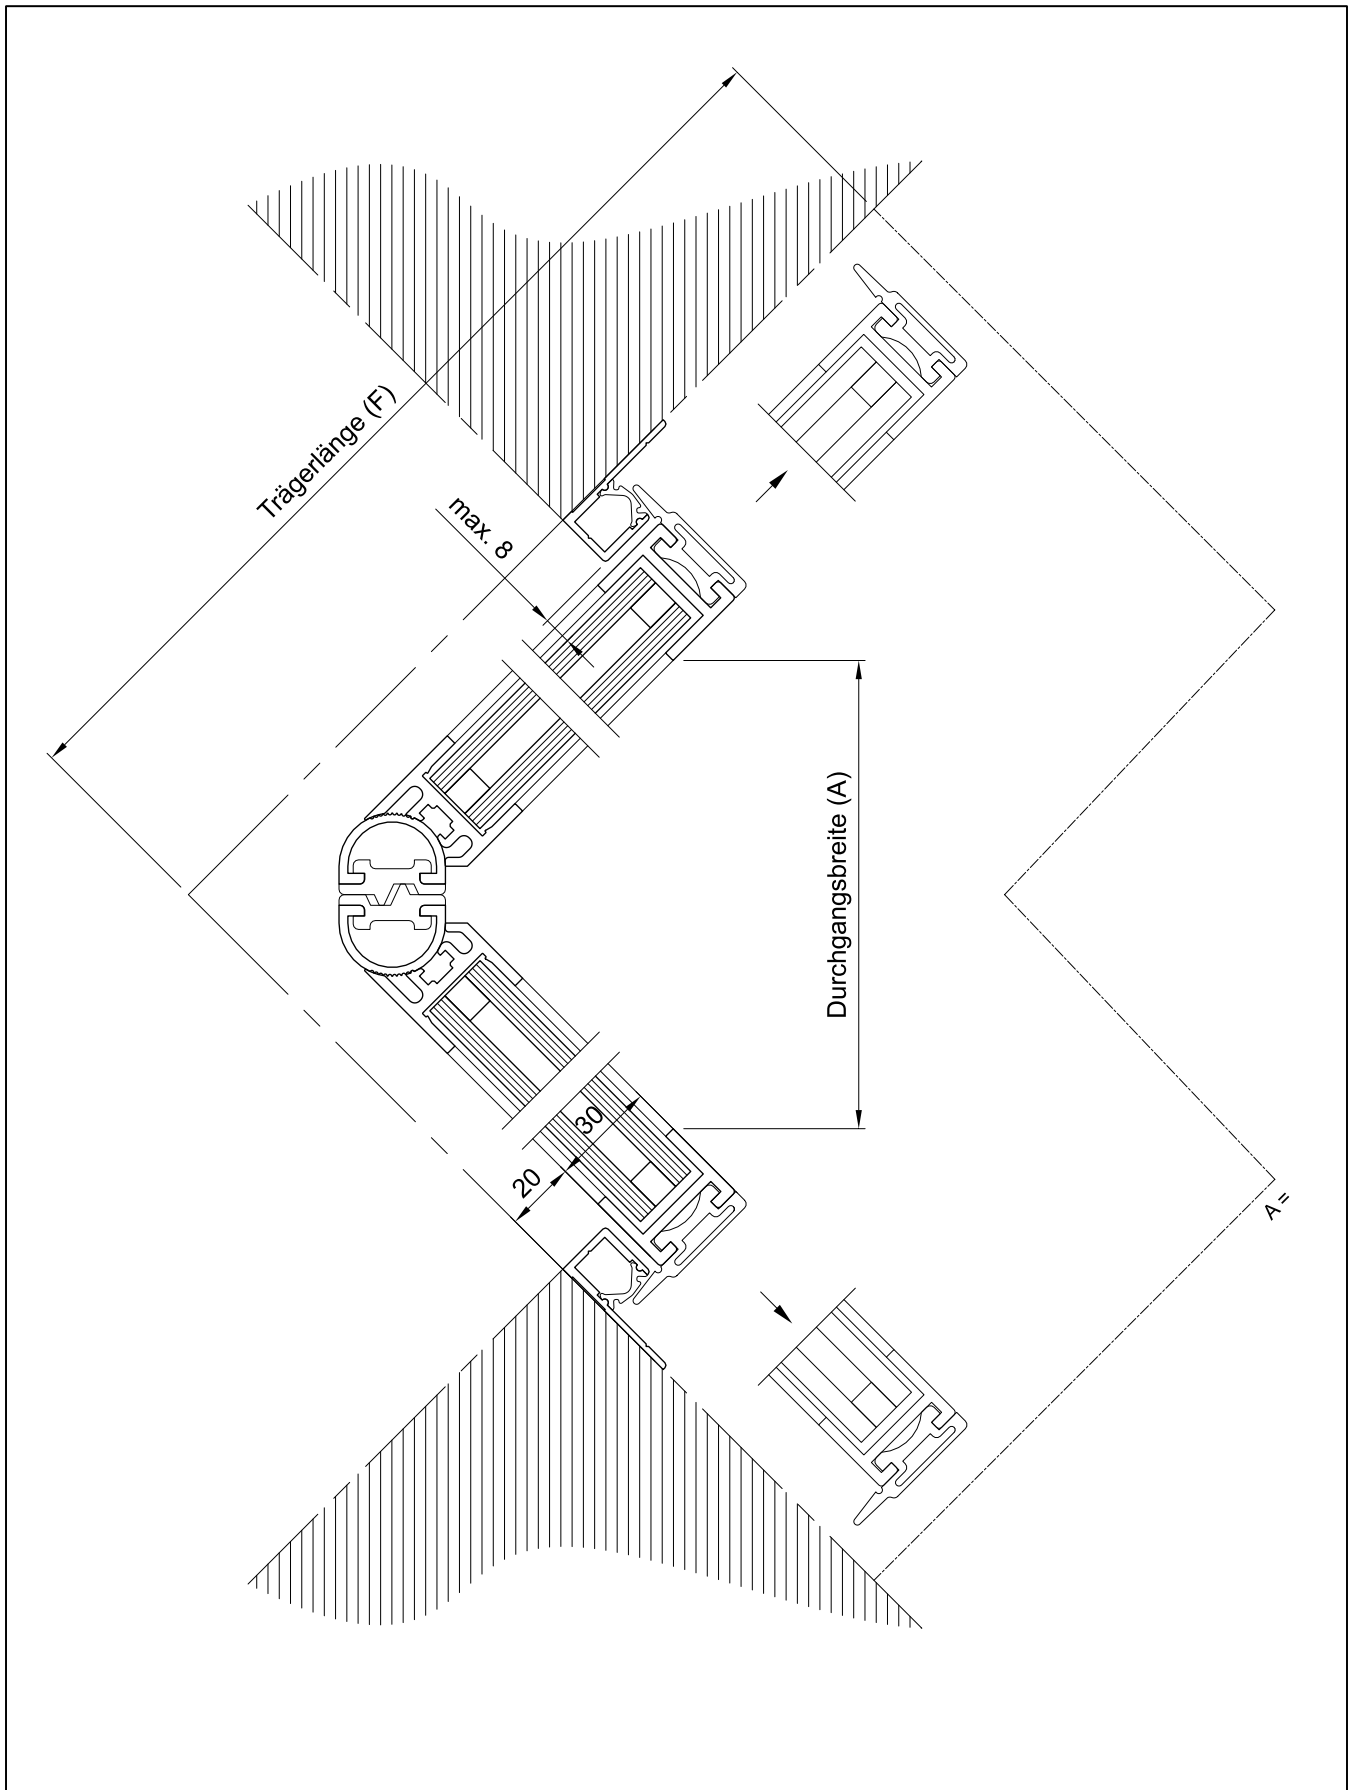 Trägerlänge (F)
max. 8
Durchgangsbreite (A)
30
20
A =